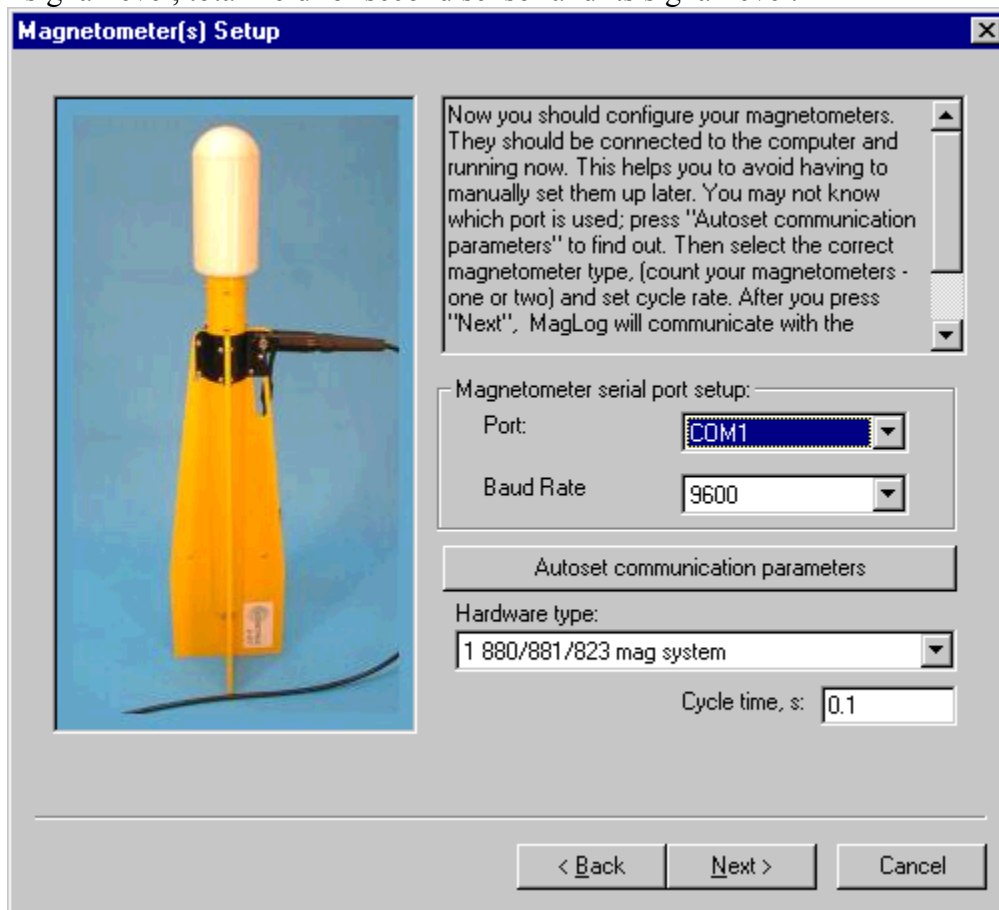 Magnetometer(s) Setup
Now you should configure your magnetometers.
They should be connected to the computer and
running now. This helps you to avoid having to
manually set them up later. You may not know
which port is used; press "Autoset communication
parameters" to find out. Then select the correct
magnetometer type, (count your magnetometers -
one or two) and set cycle rate. After you press
"Next", MagLog will communicate with the
Magnetometer serial port setup:
Port:
COM1
Baud Rate
9600
Autoset communication parameters
Hardware type:
1 880/881/823 mag system
Cycle time, s:
0.1
< Back
Next >
Cancel